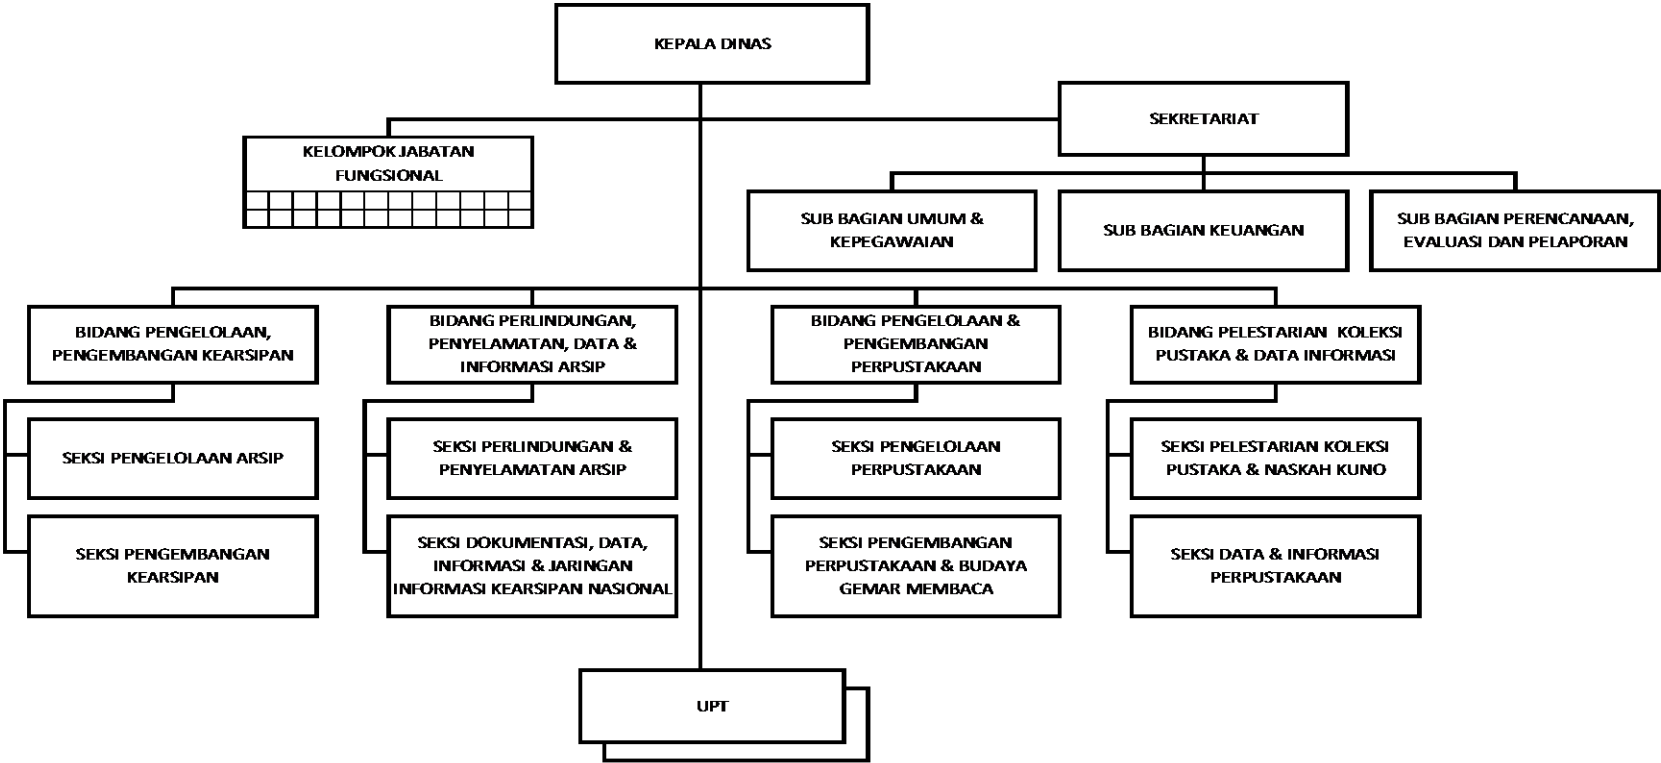 KEPALA DINAS
SEKRETARIAT
KELOMPOK JABATAN
FUNGSIONAL
SUB BAGIAN UMUM &
KEPEGAWAIAN
SUB BAGIAN KEUANGAN
SUB BAGIAN PERENCANAAN,
EVALUASI DAN PELAPORAN
BIDANG PENGELOLAAN,
PENGEMBANGAN KEARSIPAN
BIDANG PERLINDUNGAN,
PENYELAMATAN, DATA &
INFORMASI ARSIP
BIDANG PENGELOLAAN &
PENGEMBANGAN
PERPUSTAKAAN
BIDANG PELESTARIAN KOLEKSI
PUSTAKA & DATA INFORMASI
SEKSI PENGELOLAAN ARSIP
SEKSI PERLINDUNGAN &
PENYELAMATAN ARSIP
SEKSI PENGELOLAAN
PERPUSTAKAAN
SEKSI PELESTARIAN KOLEKSI
PUSTAKA & NASKAH KUNO
SEKSI PENGEMBANGAN
KEARSIPAN
SEKSI DOKUMENTASI, DATA,
INFORMASI & JARINGAN
INFORMASI KEARSIPAN NASIONAL
SEKSI PENGEMBANGAN
PERPUSTAKAAN & BUDAYA
GEMAR MEMBACA
SEKSI DATA & INFORMASI
PERPUSTAKAAN
UPT